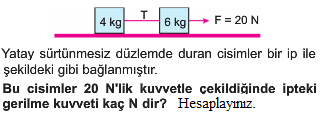 4 kg T 6 kg F = 20 N
Yatay sürtünmesiz düzlemde duran cisimler bir ip ile
şekildeki gibi bağlanmıştır.
Bu cisimler 20 N'lik kuvvetle çekildiğinde ipteki
gerilme kuvveti kaç N dir? Hesaplayınız.